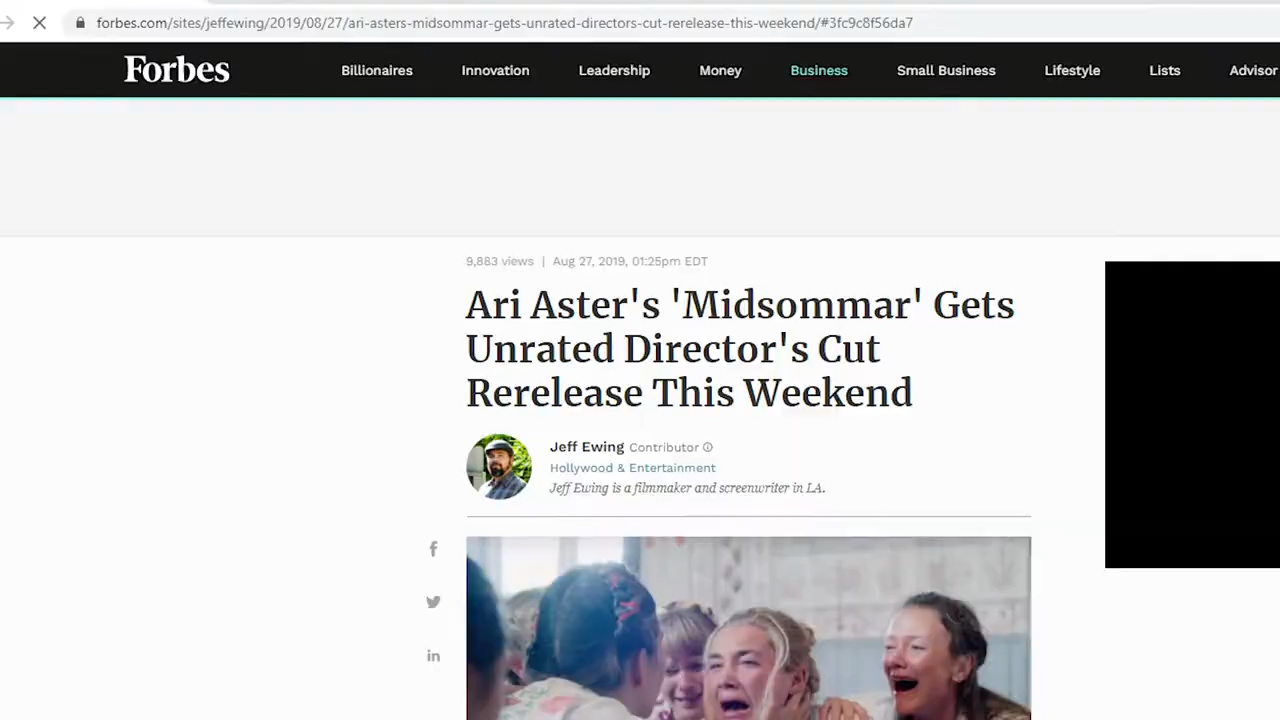 forbes.com/sites/jeffewing/2019/08/27/ari-asters-midsommar-gets-unrated-directors-cut-rerelease-this-weekend/#3fc9c8f56da7
Forbes Billionaires Innovation Leadership Money Business Small Business Lifestyle Lists Advisor
9,883 views | Aug 27, 2019, 01:25pm EDT
Ari Aster's 'Midsommar' Gets
Unrated Director's Cut
Rerelease This Weekend
Jeff Ewing Contributor
Hollywood & Entertainment
Jeff Ewing is a filmmaker and screenwriter in LA.